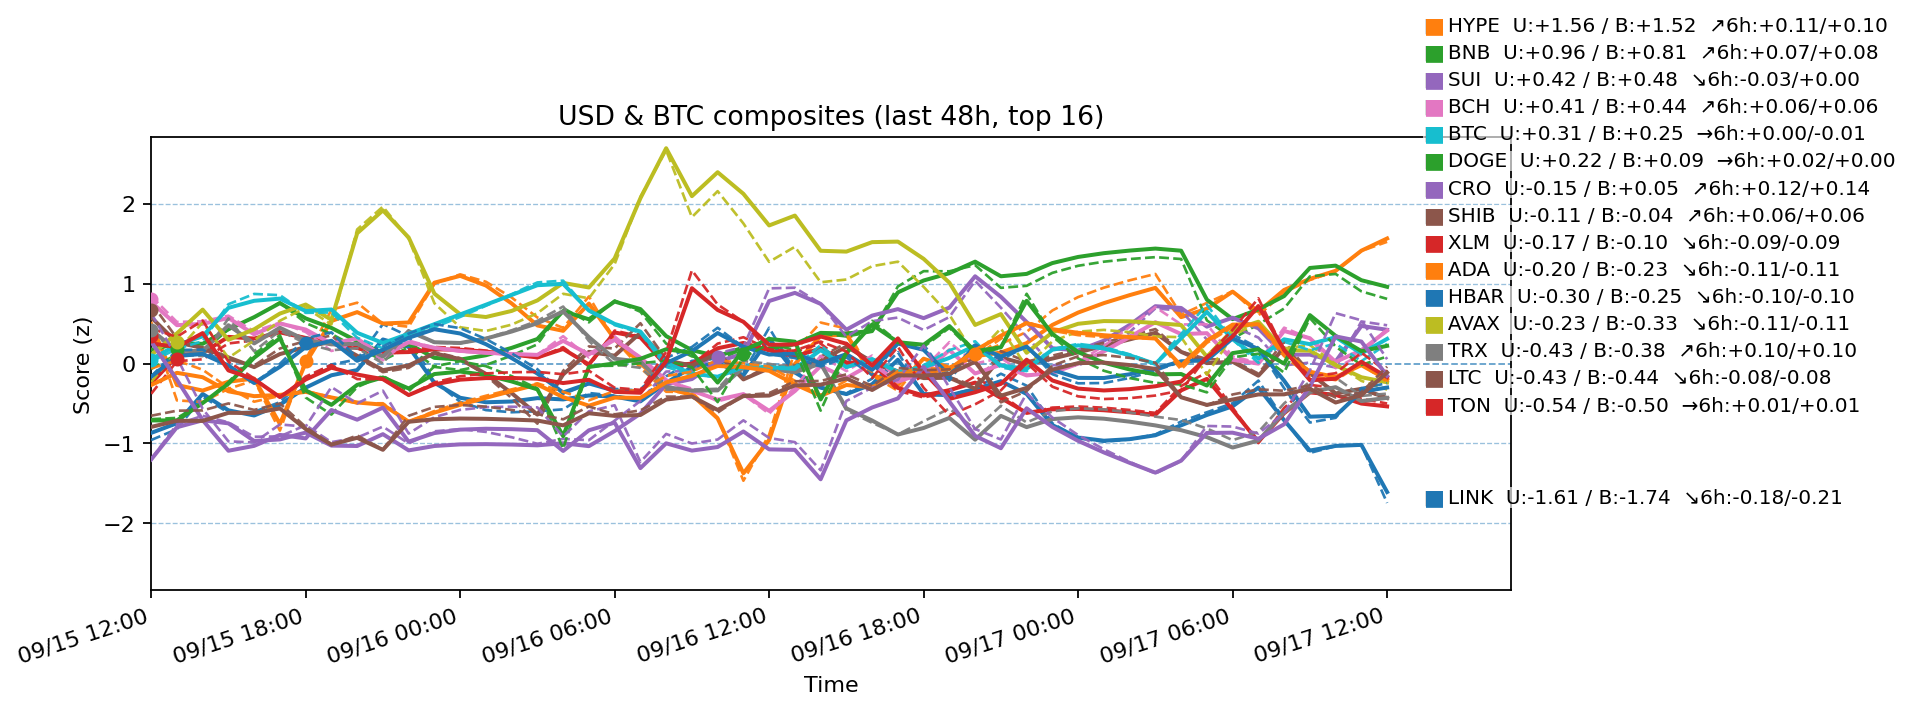 HYPE  U:+1.56 / B:+1.52  ↗6h:+0.11/+0.10
BNB  U:+0.96 / B:+0.81  ↗6h:+0.07/+0.08
SUI  U:+0.42 / B:+0.48  ↘6h:-0.03/+0.00
BCH  U:+0.41 / B:+0.44  ↗6h:+0.06/+0.06
USD & BTC composites (last 48h, top 16)
BTC  U:+0.31 / B:+0.25  →6h:+0.00/-0.01
DOGE  U:+0.22 / B:+0.09  →6h:+0.02/+0.00
CRO  U:-0.15 / B:+0.05  ↗6h:+0.12/+0.14
SHIB  U:-0.11 / B:-0.04  ↗6h:+0.06/+0.06
XLM  U:-0.17 / B:-0.10  ↘6h:-0.09/-0.09
ADA  U:-0.20 / B:-0.23  ↘6h:-0.11/-0.11
HBAR  U:-0.30 / B:-0.25  ↘6h:-0.10/-0.10
AVAX  U:-0.23 / B:-0.33  ↘6h:-0.11/-0.11
TRX  U:-0.43 / B:-0.38  ↗6h:+0.10/+0.10
LTC  U:-0.43 / B:-0.44  ↘6h:-0.08/-0.08
TON  U:-0.54 / B:-0.50  →6h:+0.01/+0.01
LINK  U:-1.61 / B:-1.74  ↘6h:-0.18/-0.21
Score (z)
2
1
0
−1
−2
09/15 12:00
09/15 18:00
09/16 00:00
09/16 06:00
09/16 12:00
09/16 18:00
09/17 00:00
09/17 06:00
09/17 12:00
Time